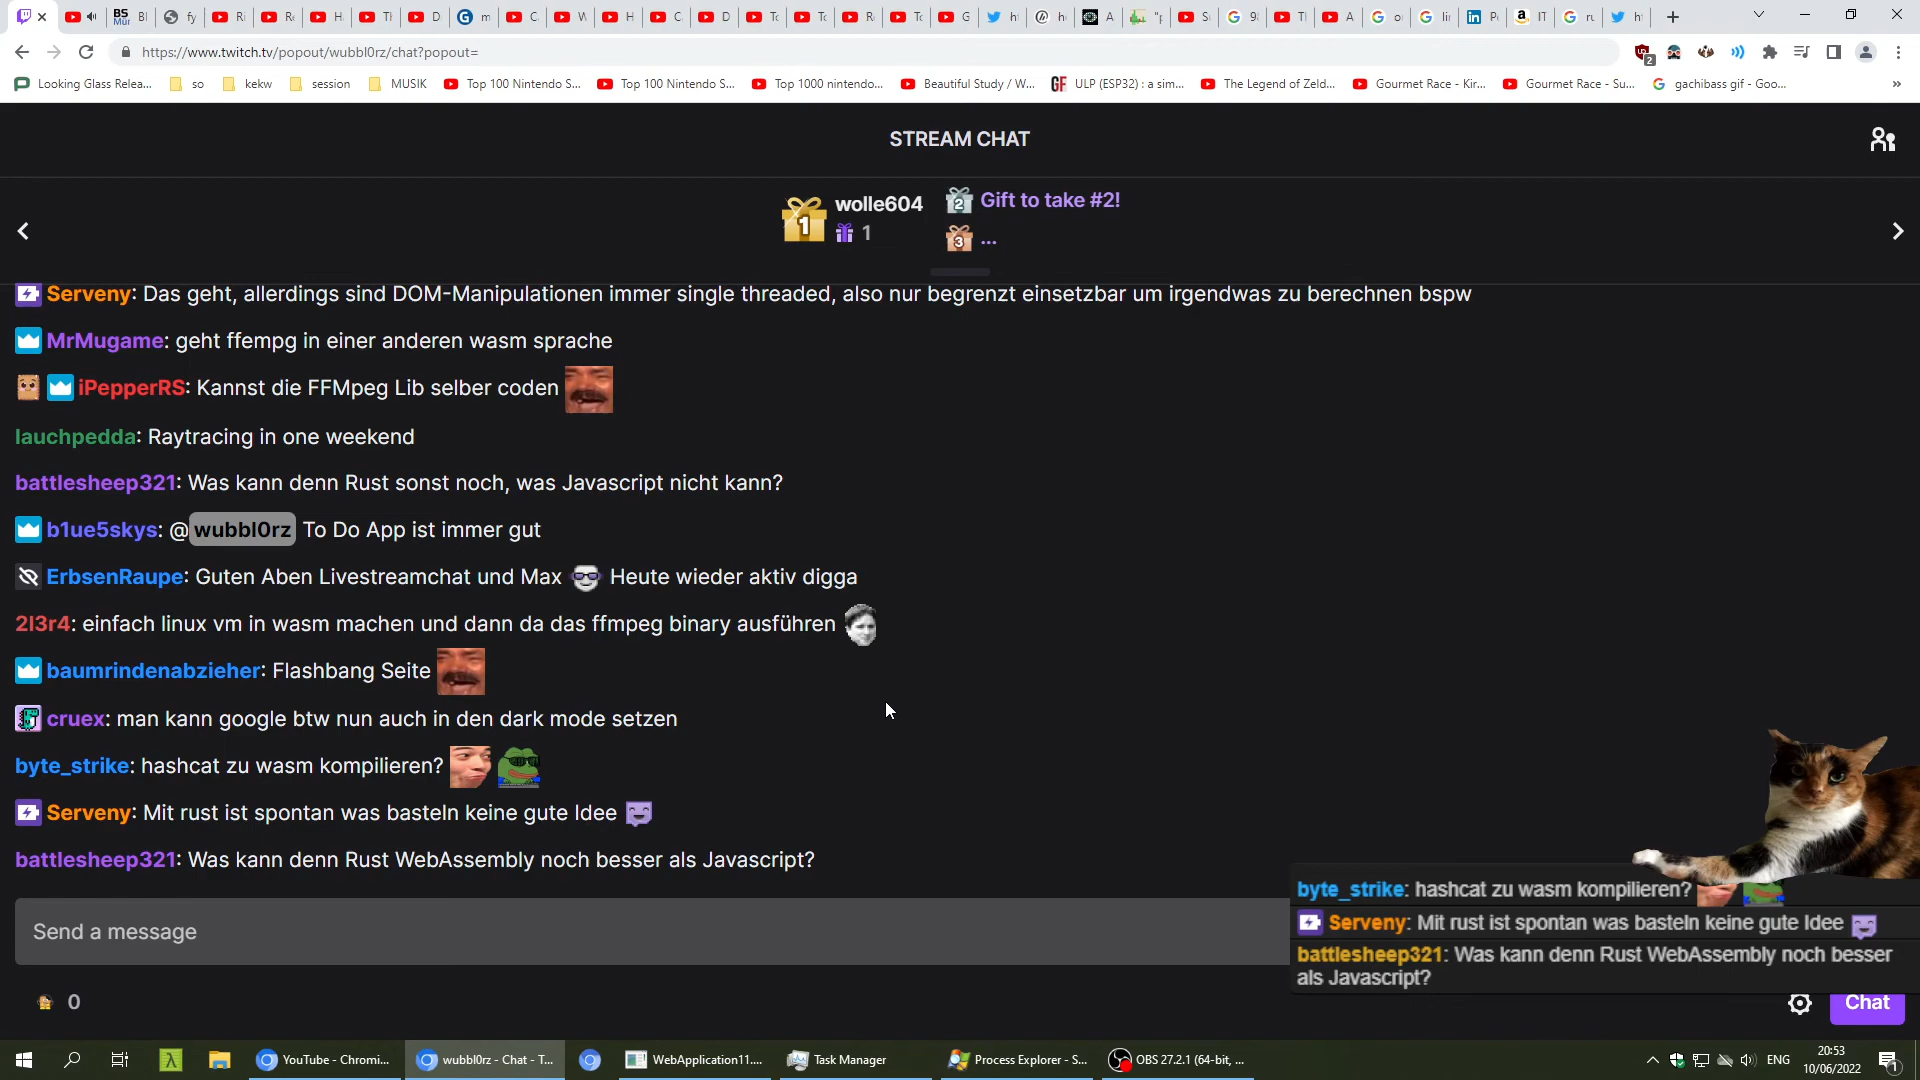 https://www.twitch.tv/popout/wubbl0rz/chat?popout=
Looking Glass Relea... so kekw session MUSIK Top 100 Nintendo S... Top 100 Nintendo S... Top 1000 nintendo... Beautiful Study / W... ULP (ESP32) : a sim... The Legend of Zeld... Gourmet Race - Kir... Gourmet Race - Su... gachibass gif - Goo...
STREAM CHAT
1 wolle604 2 Gift to take #2!
1 3 ...
Serveny: Das geht, allerdings sind DOM-Manipulationen immer single threaded, also nur begrenzt einsetzbar um irgendwas zu berechnen bspw
MrMugame: geht ffempg in einer anderen wasm sprache
iPepperRS: Kannst die FFMpeg Lib selber coden
lauchpedda: Raytracing in one weekend
battlesheep321: Was kann denn Rust sonst noch, was Javascript nicht kann?
b1ue5skys: @wubbl0rz To Do App ist immer gut
ErbsenRaupe: Guten Aben Livestreamchat und Max Heute wieder aktiv digga
2l3r4: einfach linux vm in wasm machen und dann da das ffmpeg binary ausführen
baumrindenabzieher: Flashbang Seite
cruex: man kann google btw nun auch in den dark mode setzen
byte_strike: hashcat zu wasm kompilieren?
Serveny: Mit rust ist spontan was basteln keine gute Idee
battlesheep321: Was kann denn Rust WebAssembly noch besser als Javascript?
Send a message
0
Chat
byte_strike: hashcat zu wasm kompilieren?
Serveny: Mit rust ist spontan was basteln keine gute Idee
battlesheep321: Was kann denn Rust WebAssembly noch besser
als Javascript?
YouTube - Chromi... wubbl0rz - Chat - T... WebApplication11.... Task Manager Process Explorer - S... OBS 27.2.1 (64-bit, ... ENG 20:53
10/06/2022